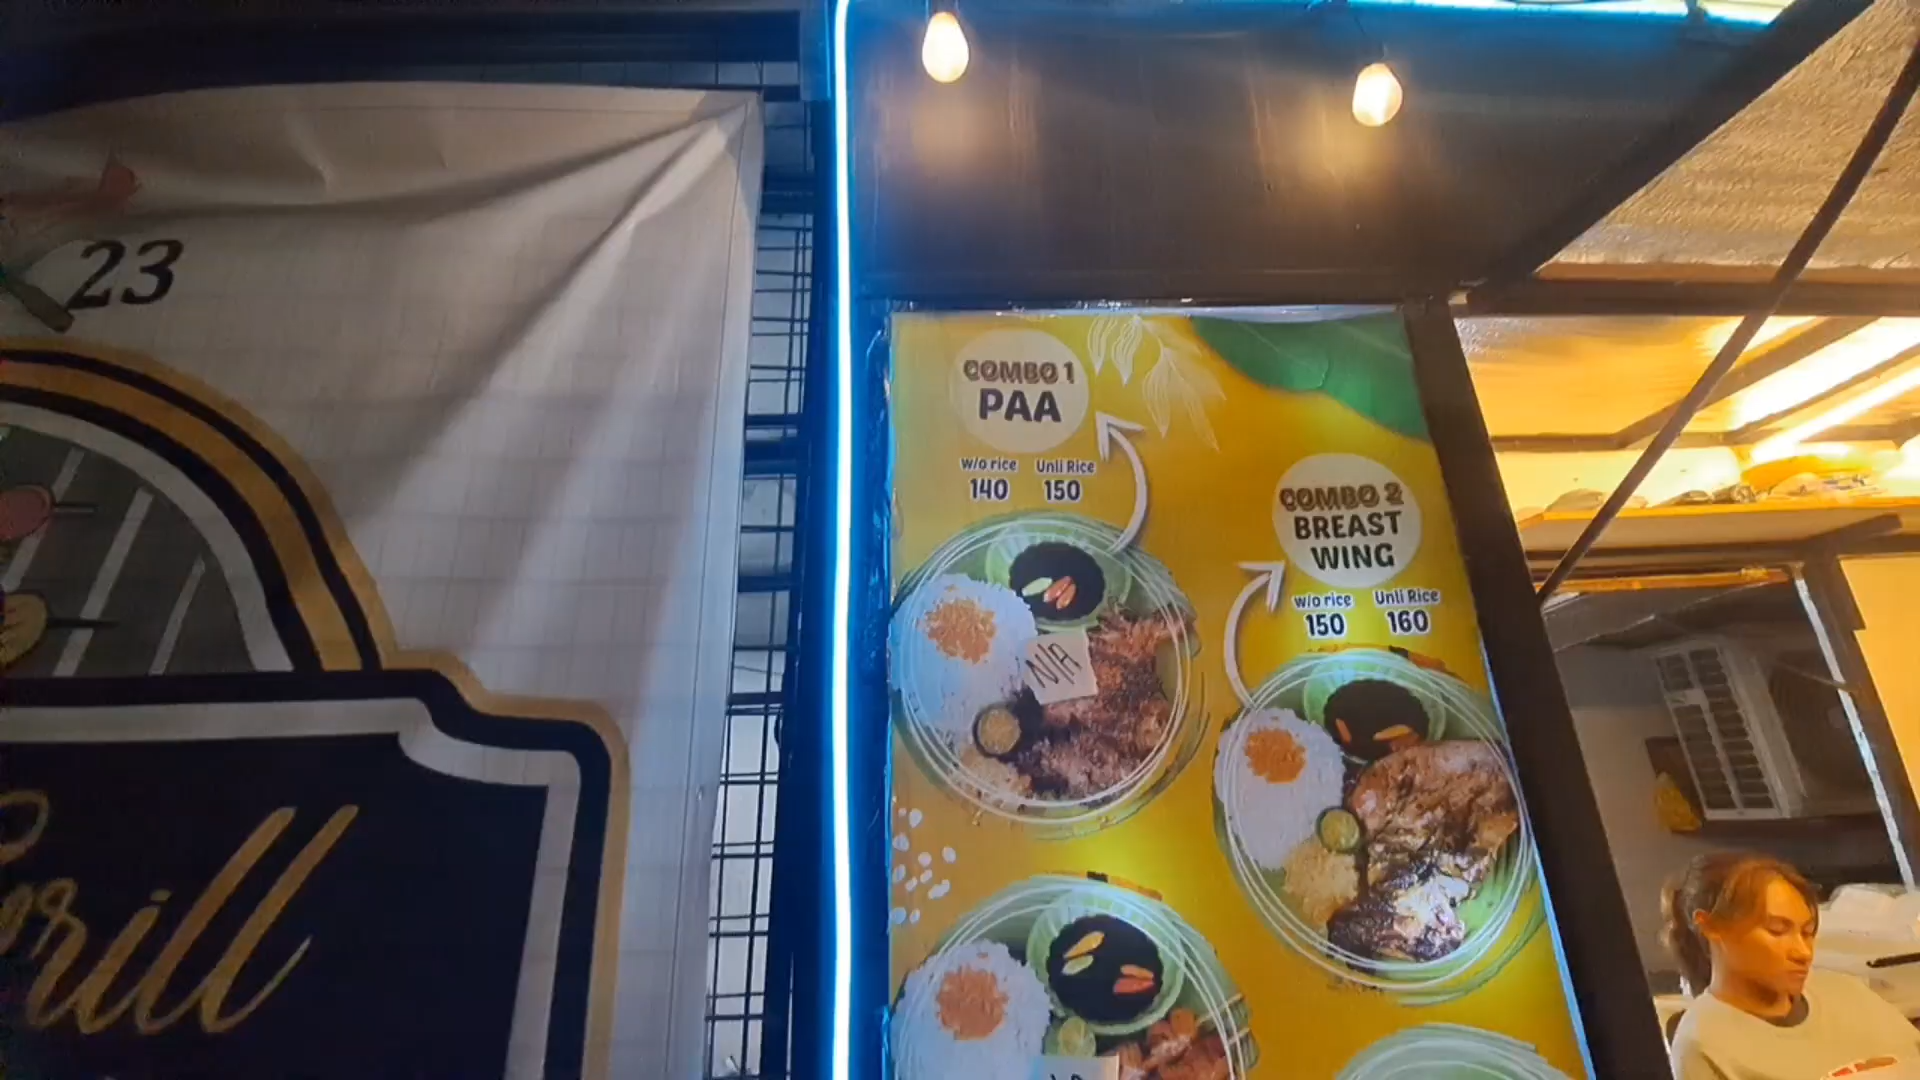 23
Grill
COMBO 1
PAA
w/o rice Unli Rice
140 150
N/A
COMBO 2
BREAST
WING
w/o rice Unli Rice
150 160